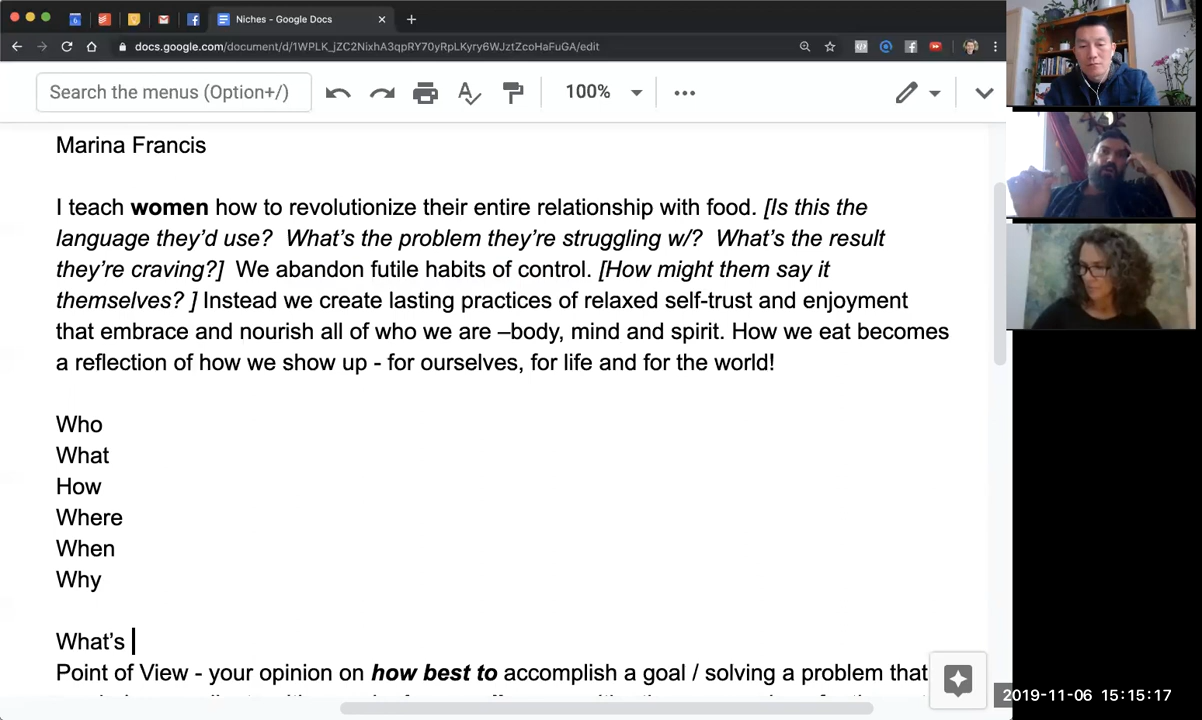 Niches - Google Docs
docs.google.com/document/d/1WPLK_jZC2NixhA3qpRY70yRpLKyry6WJztZcoHaFuGA/edit
Search the menus (Option+/)
100%
Marina Francis
I teach women how to revolutionize their entire relationship with food. [Is this the
language they'd use? What's the problem they're struggling w/? What's the result
they're craving?] We abandon futile habits of control. [How might them say it
themselves? ] Instead we create lasting practices of relaxed self-trust and enjoyment
that embrace and nourish all of who we are –body, mind and spirit. How we eat becomes
a reflection of how we show up - for ourselves, for life and for the world!
Who
What
How
Where
When
Why
What's
Point of View - your opinion on how best to accomplish a goal / solving a problem that
2019-11-06 15:15:17